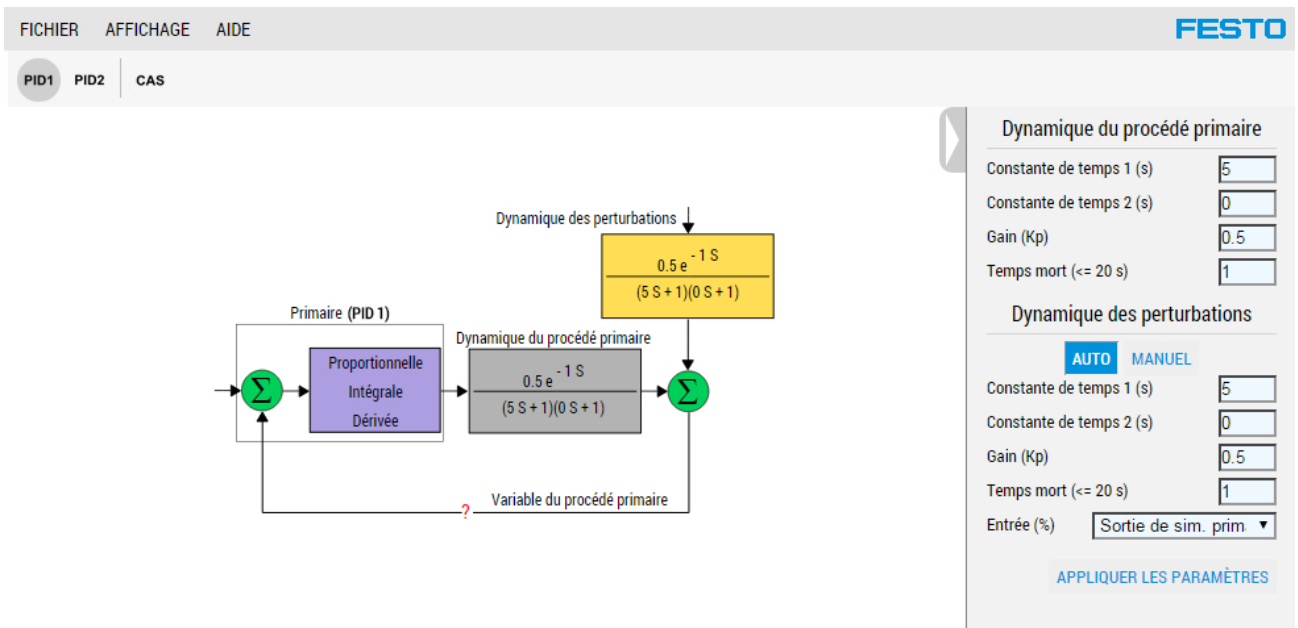 FICHIER AFFICHAGE AIDE FESTO
PID1 PID2 CAS
Dynamique des perturbations
0.5 e - 1 S
(5 S + 1)(0 S + 1)
Primaire (PID 1)
Proportionnelle
Intégrale
Dérivée
Dynamique du procédé primaire
0.5 e - 1 S
(5 S + 1)(0 S + 1)
Σ
Σ
Variable du procédé primaire
?
Dynamique du procédé primaire
Constante de temps 1 (s) 5
Constante de temps 2 (s) 0
Gain (Kp) 0.5
Temps mort (<= 20 s) 1
Dynamique des perturbations
AUTO MANUEL
Constante de temps 1 (s) 5
Constante de temps 2 (s) 0
Gain (Kp) 0.5
Temps mort (<= 20 s) 1
Entrée (%) Sortie de sim. prim
APPLIQUER LES PARAMÈTRES